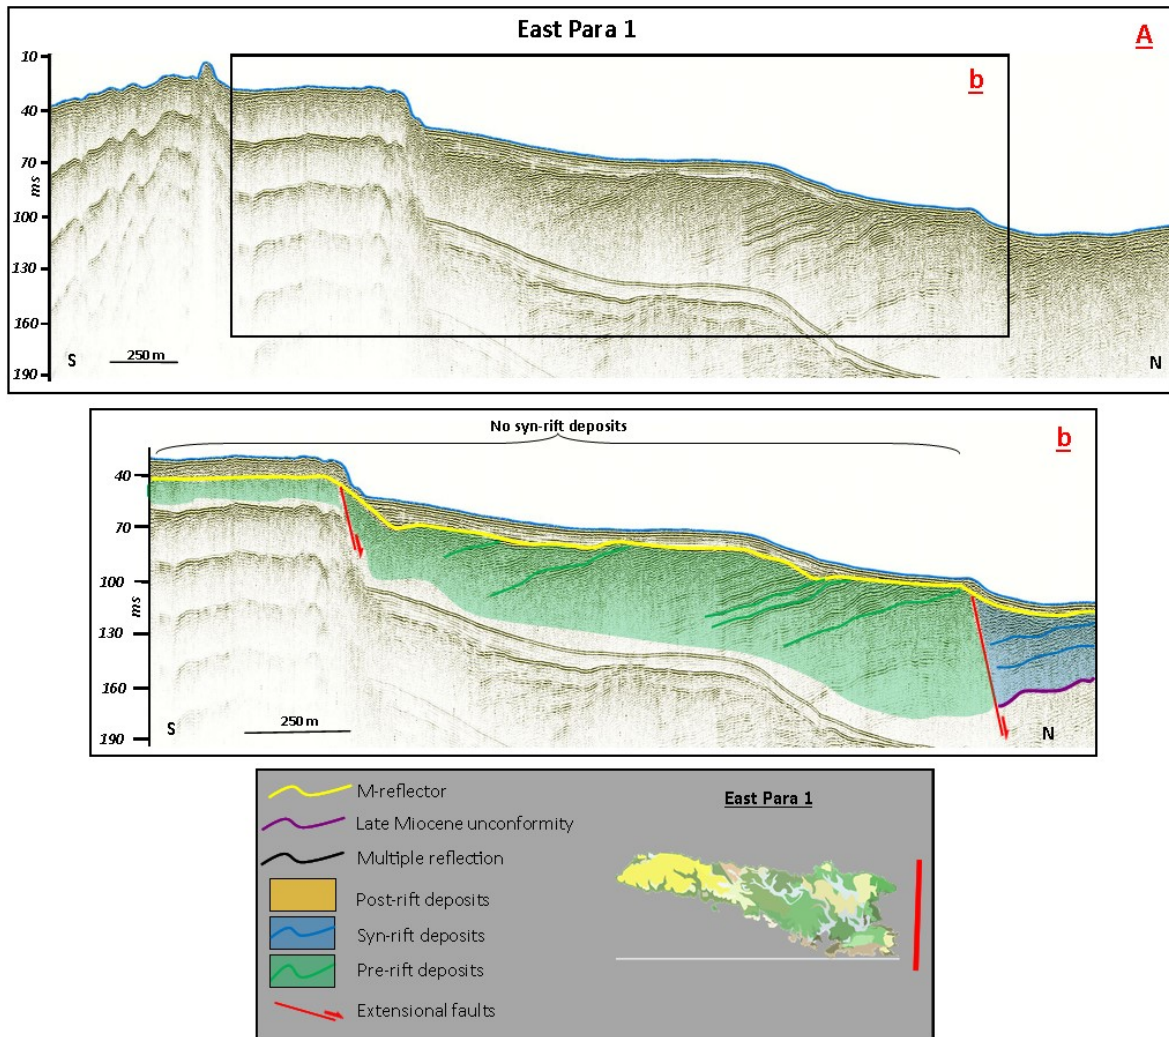 East Para 1
A
b
10
40
70
ms
100
130
160
190
S
250 m
N
No syn-rift deposits
b
40
70
100
ms
130
160
190
S
250 m
N
M-reflector
East Para 1
Late Miocene unconformity
Multiple reflection
Post-rift deposits
Syn-rift deposits
Pre-rift deposits
Extensional faults